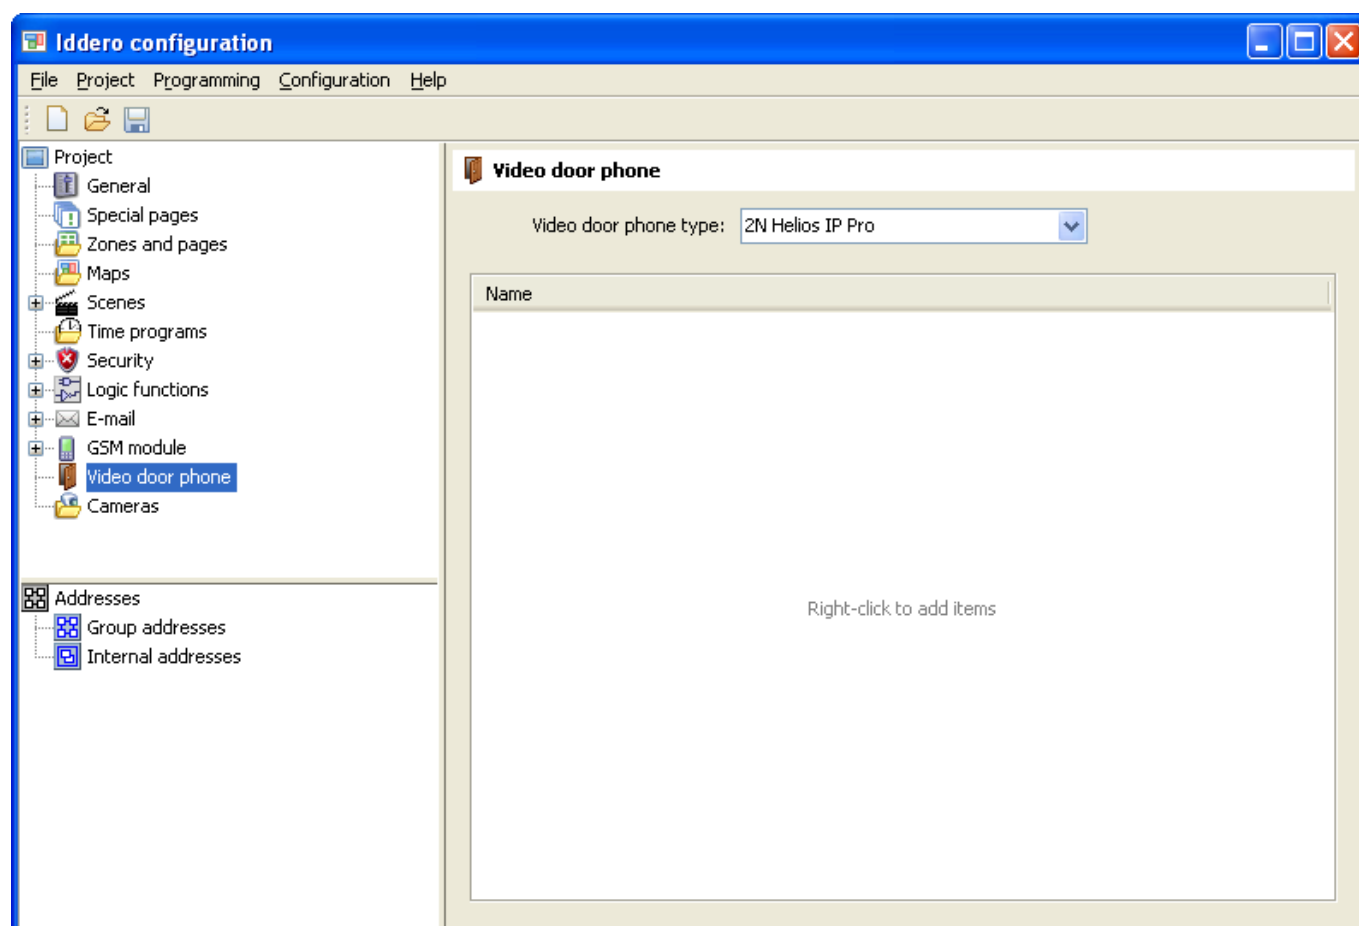 Iddero configuration
File Project Programming Configuration Help
Project
General
Special pages
Zones and pages
Maps
Scenes
Time programs
Security
Logic functions
E-mail
GSM module
Video door phone
Cameras
Addresses
Group addresses
Internal addresses
Video door phone
Video door phone type: 2N Helios IP Pro
Name
Right-click to add items